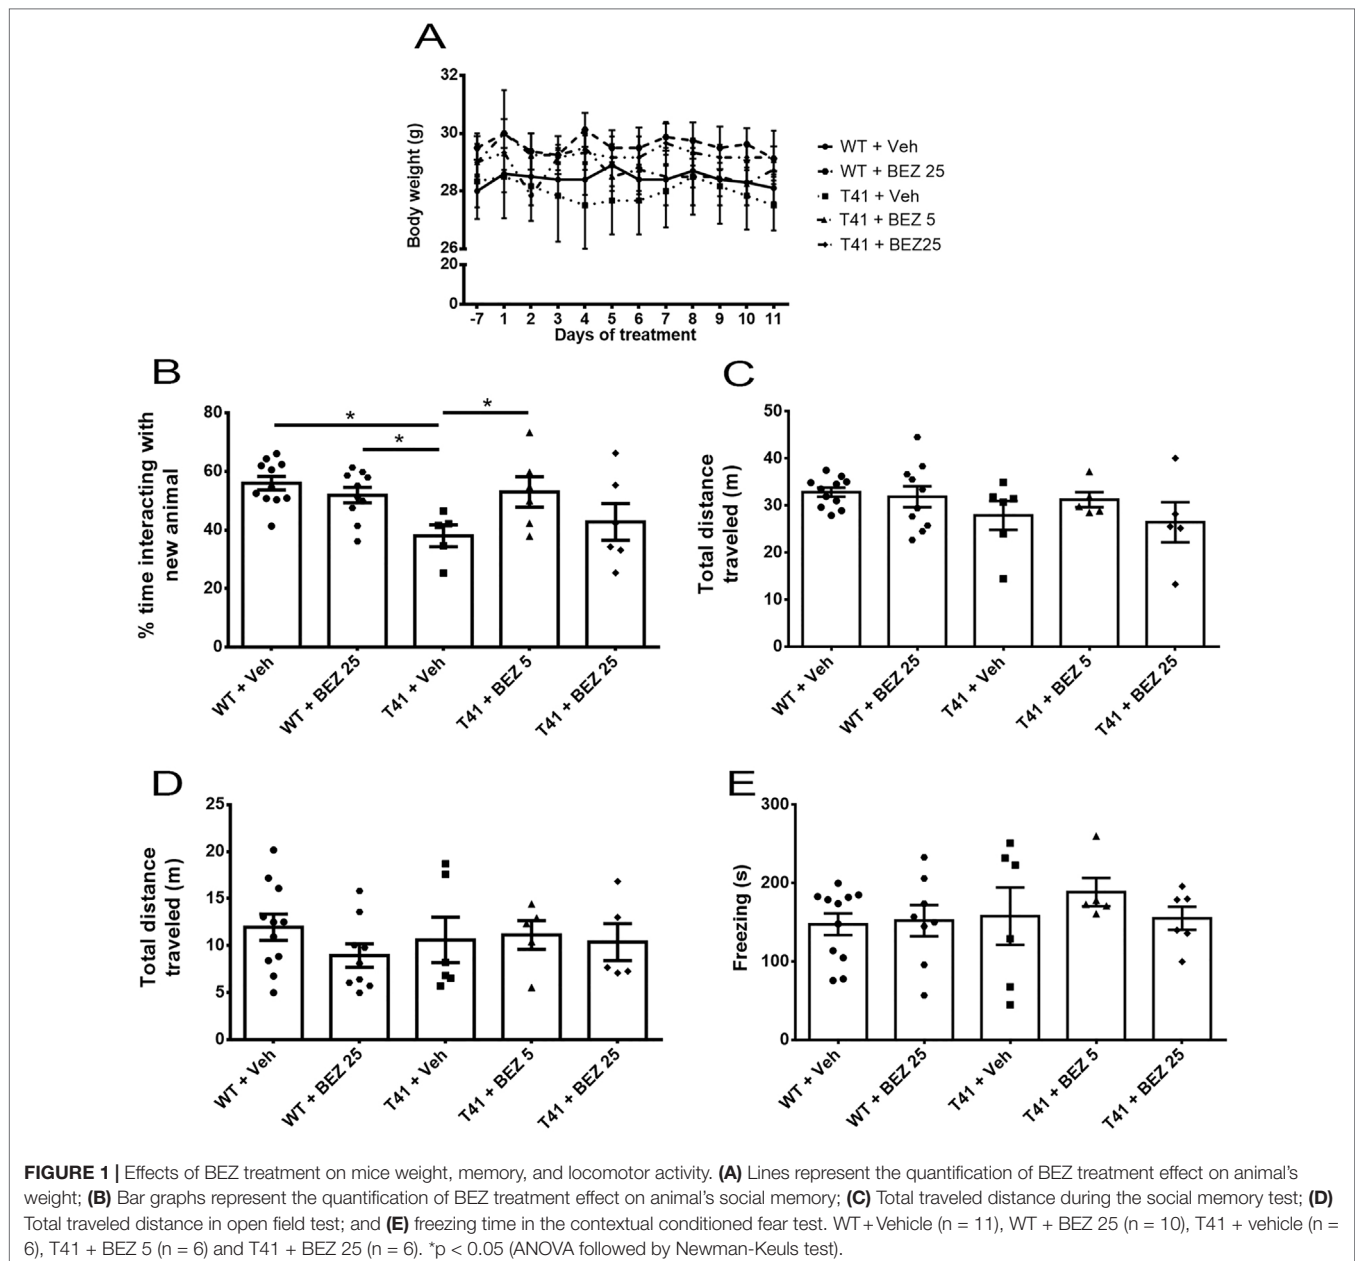 A
32
30
28
26
20
0
Body weight (g)
-7 1 2 3 4 5 6 7 8 9 10 11
Days of treatment
WT + Veh
WT + BEZ 25
T41 + Veh
T41 + BEZ 5
T41 + BEZ25
B
% time interacting with
new animal
80
60
40
20
0
*
*
*
WT + Veh
WT + BEZ 25
T41 + Veh
T41 + BEZ 5
T41 + BEZ 25
C
Total distance
traveled (m)
50
40
30
20
10
0
WT + Veh
WT + BEZ 25
T41 + Veh
T41 + BEZ 5
T41 + BEZ 25
D
Total distance
traveled (m)
25
20
15
10
5
0
WT + Veh
WT + BEZ 25
T41 + Veh
T41 + BEZ 5
T41 + BEZ 25
E
Freezing (s)
300
200
100
0
WT + Veh
WT + BEZ 25
T41 + Veh
T41 + BEZ 5
T41 + BEZ 25
FIGURE 1 | Effects of BEZ treatment on mice weight, memory, and locomotor activity. (A) Lines represent the quantification of BEZ treatment effect on animal's
weight; (B) Bar graphs represent the quantification of BEZ treatment effect on animal's social memory; (C) Total traveled distance during the social memory test; (D)
Total traveled distance in open field test; and (E) freezing time in the contextual conditioned fear test. WT+Vehicle (n = 11), WT + BEZ 25 (n = 10), T41 + vehicle (n =
6), T41 + BEZ 5 (n = 6) and T41 + BEZ 25 (n = 6). *p < 0.05 (ANOVA followed by Newman-Keuls test).